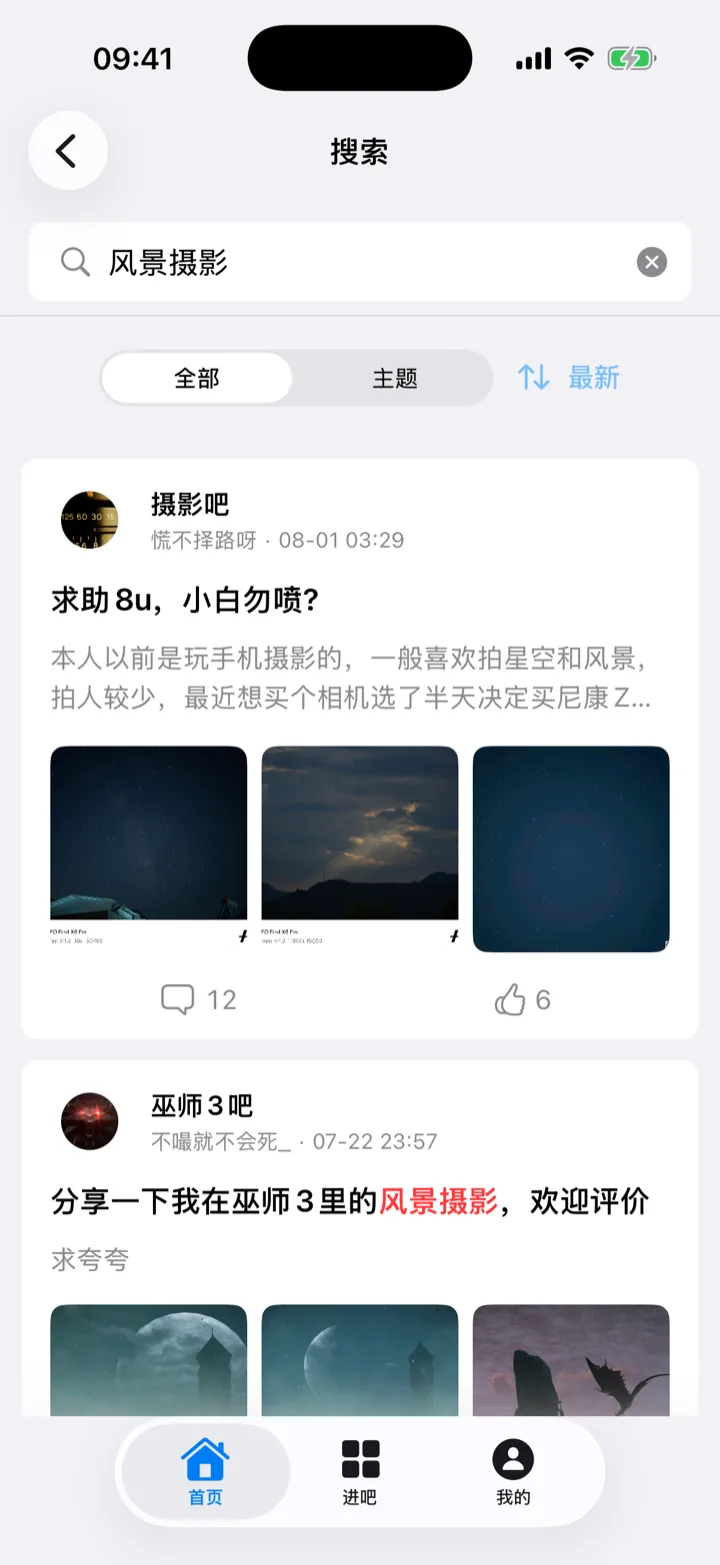 09:41
搜索
风景摄影
全部
主题
最新
摄影吧
慌不择路呀 · 08-01 03:29
求助 8u，小白勿喷?
本人以前是玩手机摄影的，一般喜欢拍星空和风景，
拍人较少，最近想买个相机选了半天决定买尼康 Z...
12
6
巫师 3 吧
不嘬就不会死_ · 07-22 23:57
分享一下我在巫师 3 里的风景摄影，欢迎评价
求夸夸
首页
进吧
我的